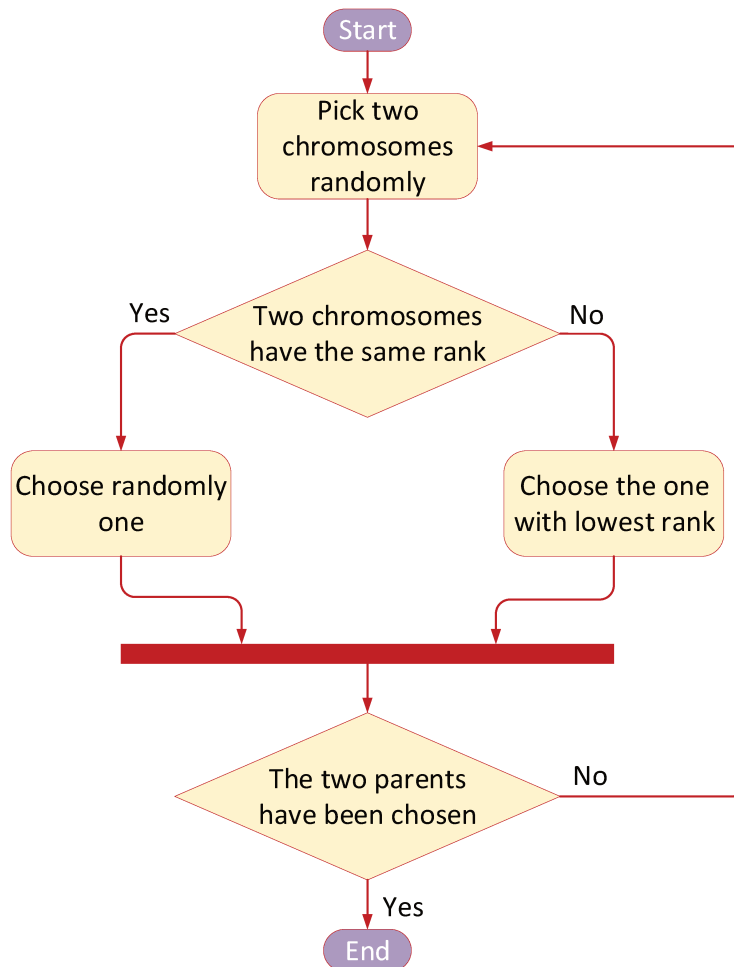 Start
Pick two
chromosomes
randomly
Two chromosomes
have the same rank
Yes
No
Choose randomly
one
Choose the one
with lowest rank
The two parents
have been chosen
No
Yes
End